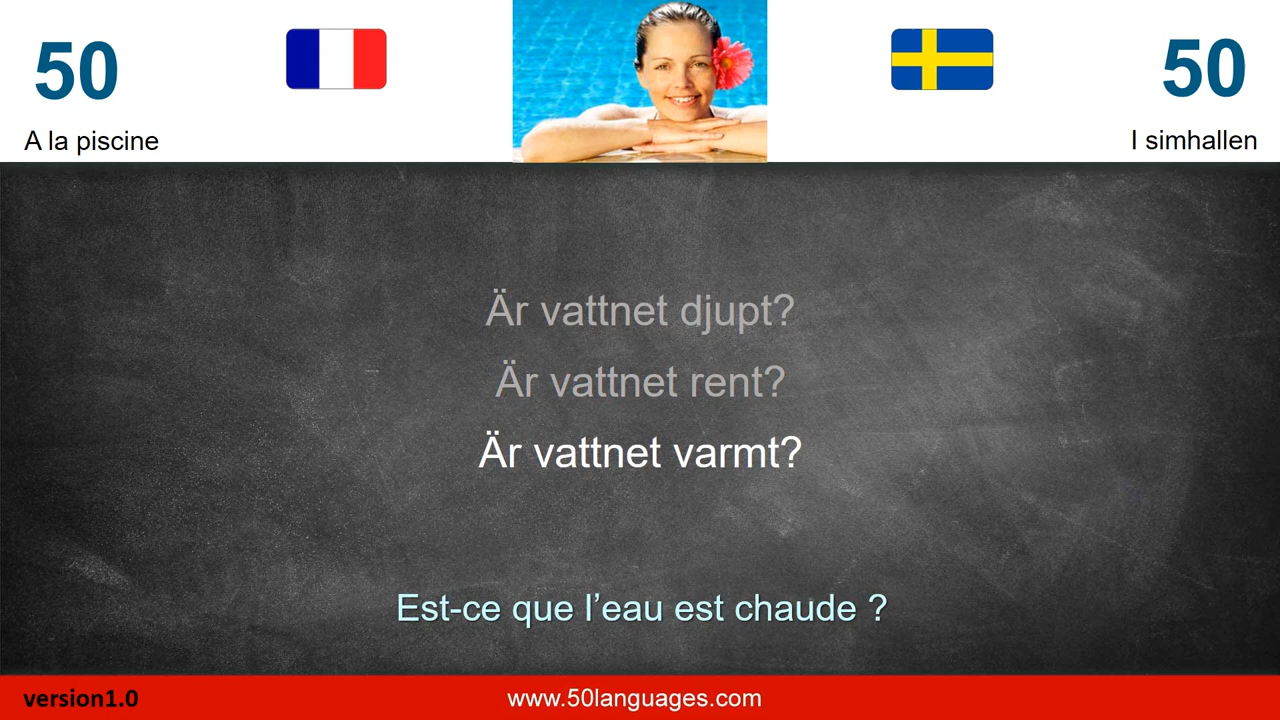 50
50
A la piscine
I simhallen
Är vattnet djupt?
Är vattnet rent?
Är vattnet varmt?
Est-ce que l’eau est chaude ?
version1.0
www.50languages.com